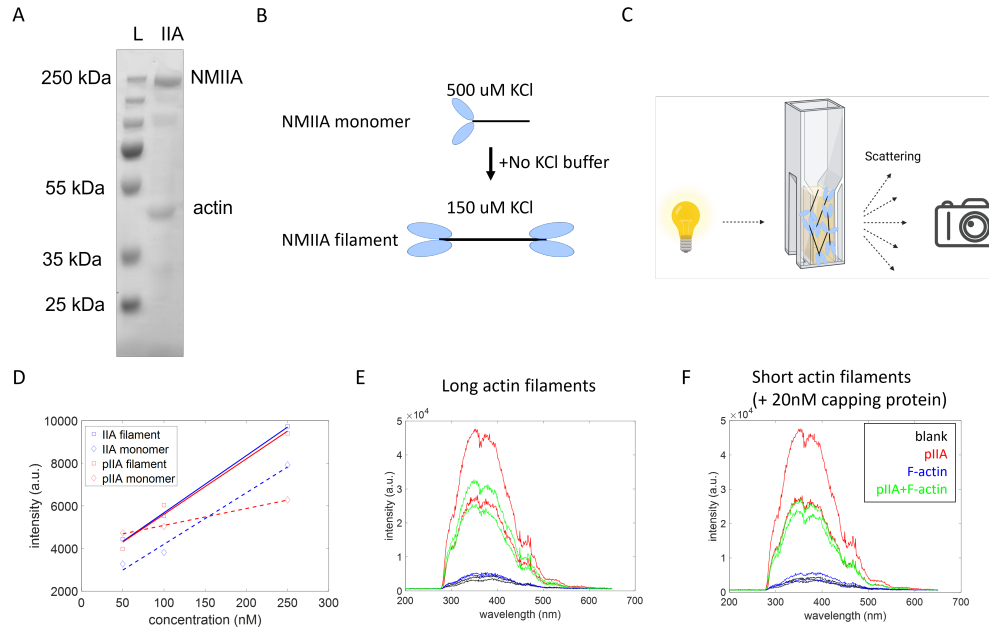 A
L IIA
250 kDa
NMIIA
55 kDa
actin
35 kDa
25 kDa
B
500 uM KCl
NMIIA monomer
+No KCl buffer
150 uM KCl
NMIIA filament
C
Scattering
D
10000
8000
6000
4000
2000
0
50
100
150
200
250
300
intensity (a.u.)
concentration (nM)
IIA filament
IIA monomer
pIIA filament
pIIA monomer
E
Long actin filaments
×10⁴
5
4
3
2
1
0
200
300
400
500
600
700
intensity (a.u.)
wavelength (nm)
F
Short actin filaments
(+ 20nM capping protein)
×10⁴
5
4
3
2
1
0
200
300
400
500
600
700
intensity (a.u.)
wavelength (nm)
blank
pIIA
F-actin
pIIA+F-actin